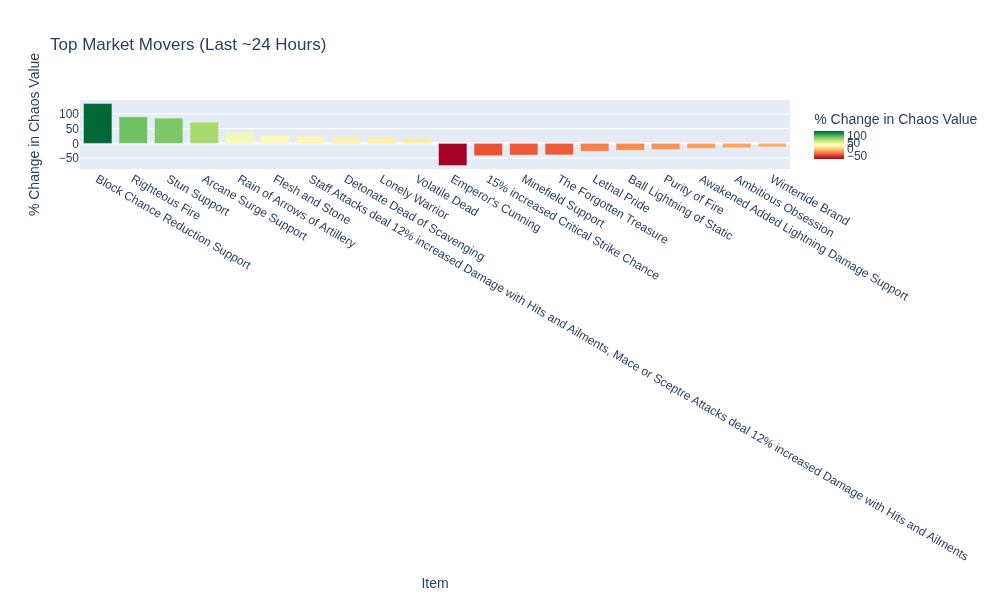 Top Market Movers (Last ~24 Hours)
% Change in Chaos Value
100
50
0
−50
Block Chance Reduction Support
Righteous Fire
Stun Support
Arcane Surge Support
Rain of Arrows of Artillery
Flesh and Stone
Staff Attacks deal 12% increased Damage with Hits and Ailments, Mace or Sceptre Attacks deal 12% increased Damage with Hits and Ailments
Detonate Dead of Scavenging
Lonely Warrior
Volatile Dead
Emperor's Cunning
15% increased Critical Strike Chance
Minefield Support
The Forgotten Treasure
Lethal Pride
Ball Lightning of Static
Purity of Fire
Awakened Added Lightning Damage Support
Ambitious Obsession
Wintertide Brand
Item
% Change in Chaos Value
100
50
0
−50